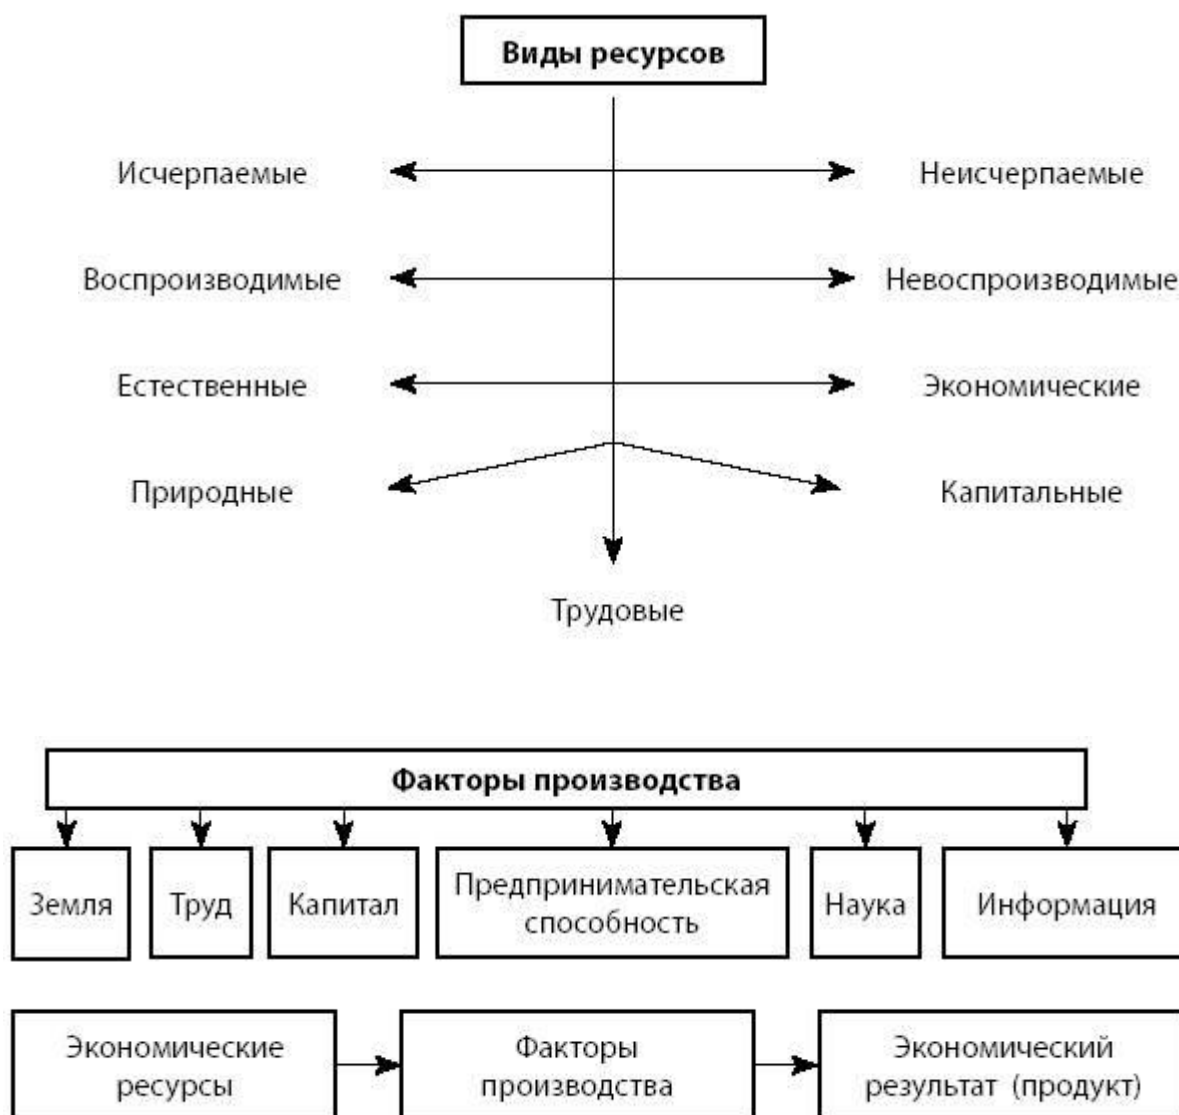 Виды ресурсов
Исчерпаемые
Неисчерпаемые
Воспроизводимые
Невоспроизводимые
Естественные
Экономические
Природные
Капитальные
Трудовые
Факторы производства
Земля
Труд
Капитал
Предпринимательская
способность
Наука
Информация
Экономические
ресурсы
Факторы
производства
Экономический
результат (продукт)